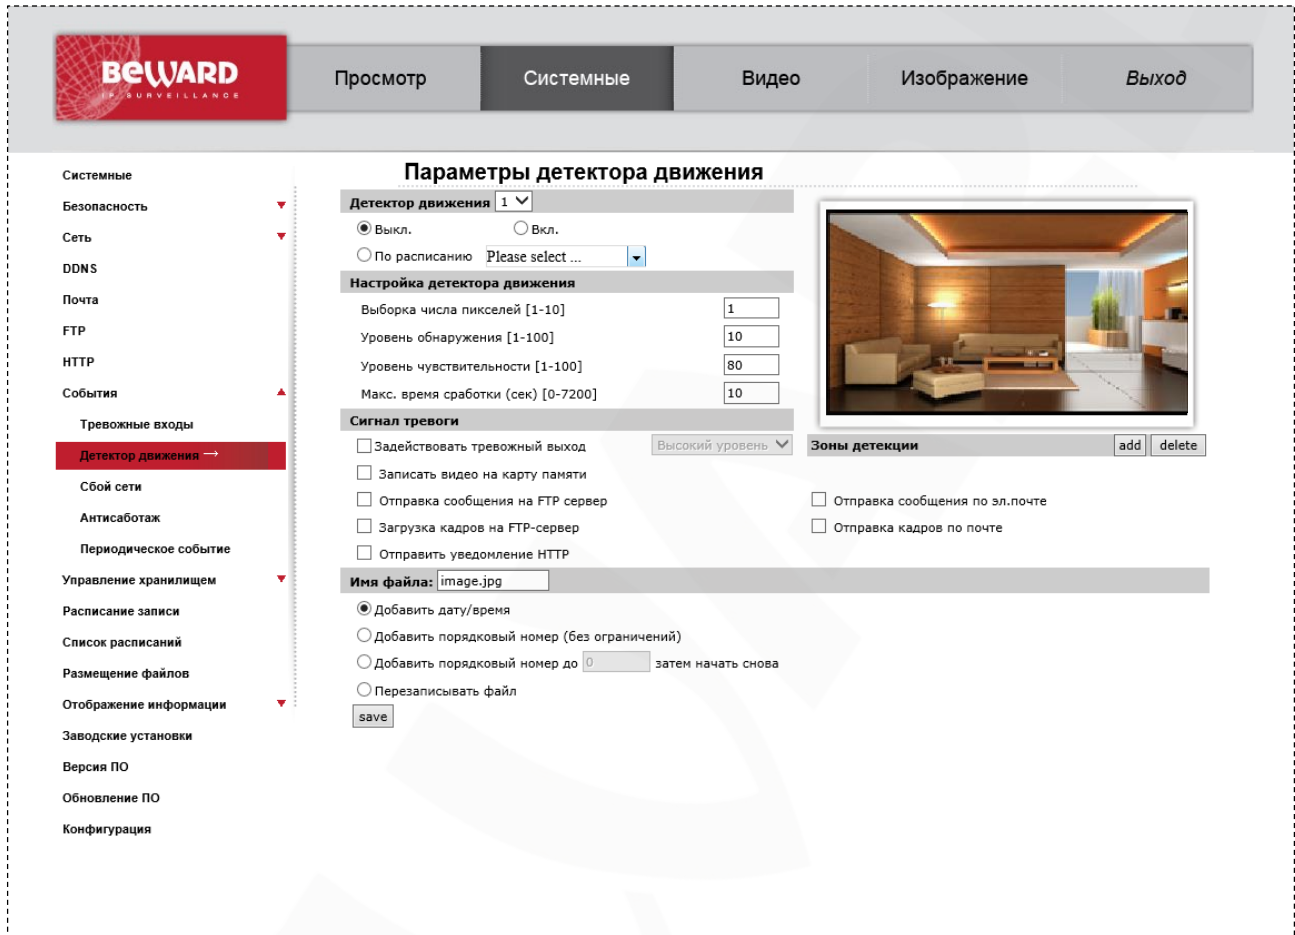 BEWARD
IP SURVEILLANCE
Просмотр
Системные
Видео
Изображение
Выход
Системные
Безопасность
Сеть
DDNS
Почта
FTP
HTTP
События
Тревожные входы
Детектор движения →
Сбой сети
Антисаботаж
Периодическое событие
Управление хранилищем
Расписание записи
Список расписаний
Размещение файлов
Отображение информации
Заводские установки
Версия ПО
Обновление ПО
Конфигурация
Параметры детектора движения
Детектор движения 1
Выкл. Вкл.
По расписанию Please select ...
Настройка детектора движения
Выборка числа пикселей [1-10] 1
Уровень обнаружения [1-100] 10
Уровень чувствительности [1-100] 80
Макс. время сработки (сек) [0-7200] 10
Сигнал тревоги
Задействовать тревожный выход Высокий уровень
Зоны детекции add delete
Записать видео на карту памяти
Отправка сообщения на FTP сервер
Отправка сообщения по эл.почте
Загрузка кадров на FTP-сервер
Отправка кадров по почте
Отправить уведомление HTTP
Имя файла: image.jpg
Добавить дату/время
Добавить порядковый номер (без ограничений)
Добавить порядковый номер до 0 затем начать снова
Перезаписывать файл
save